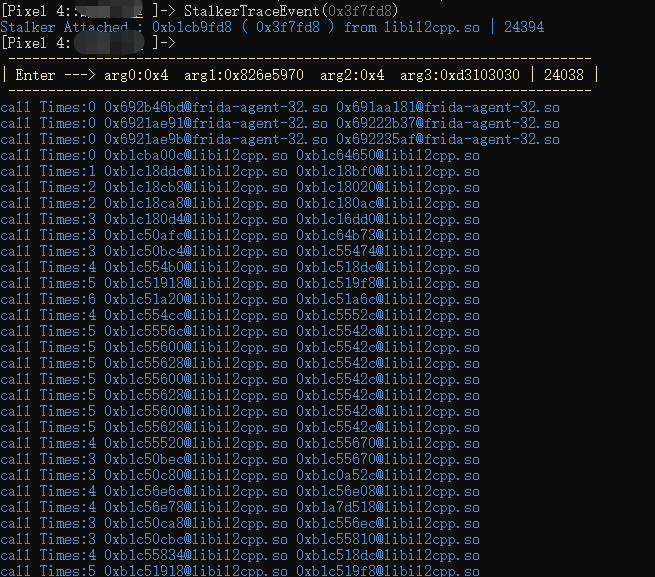 [Pixel 4:: ]-> StalkerTraceEvent(0x3f7fd8)
Stalker Attached : 0xb1cb9fd8 ( 0x3f7fd8 ) from libil2cpp.so | 24394
[Pixel 4: ]->
---------------------------------------------------------------------------
| Enter ---> arg0:0x4  arg1:0x826e5970  arg2:0x4  arg3:0xd3103030 | 24038 |
---------------------------------------------------------------------------
call Times:0 0x692b46bd@frida-agent-32.so 0x691aa181@frida-agent-32.so
call Times:0 0x6921ae91@frida-agent-32.so 0x69222b37@frida-agent-32.so
call Times:0 0x6921ae9b@frida-agent-32.so 0x692235af@frida-agent-32.so
call Times:0 0xb1cba00c@libil2cpp.so 0xb1c64650@libil2cpp.so
call Times:1 0xb1c18ddc@libil2cpp.so 0xb1c18bf0@libil2cpp.so
call Times:2 0xb1c18cb8@libil2cpp.so 0xb1c18020@libil2cpp.so
call Times:2 0xb1c18ca8@libil2cpp.so 0xb1c180ac@libil2cpp.so
call Times:3 0xb1c180d4@libil2cpp.so 0xb1c16dd0@libil2cpp.so
call Times:3 0xb1c50afc@libil2cpp.so 0xb1c64b73@libil2cpp.so
call Times:3 0xb1c50bc4@libil2cpp.so 0xb1c55474@libil2cpp.so
call Times:4 0xb1c554b0@libil2cpp.so 0xb1c518dc@libil2cpp.so
call Times:5 0xb1c51918@libil2cpp.so 0xb1c519f8@libil2cpp.so
call Times:6 0xb1c51a20@libil2cpp.so 0xb1c51a6c@libil2cpp.so
call Times:4 0xb1c554cc@libil2cpp.so 0xb1c5552c@libil2cpp.so
call Times:5 0xb1c5556c@libil2cpp.so 0xb1c5542c@libil2cpp.so
call Times:5 0xb1c55600@libil2cpp.so 0xb1c5542c@libil2cpp.so
call Times:5 0xb1c55628@libil2cpp.so 0xb1c5542c@libil2cpp.so
call Times:5 0xb1c55600@libil2cpp.so 0xb1c5542c@libil2cpp.so
call Times:5 0xb1c55628@libil2cpp.so 0xb1c5542c@libil2cpp.so
call Times:5 0xb1c55600@libil2cpp.so 0xb1c5542c@libil2cpp.so
call Times:5 0xb1c55628@libil2cpp.so 0xb1c5542c@libil2cpp.so
call Times:4 0xb1c55520@libil2cpp.so 0xb1c55670@libil2cpp.so
call Times:3 0xb1c50bec@libil2cpp.so 0xb1c55670@libil2cpp.so
call Times:3 0xb1c50c80@libil2cpp.so 0xb1c0a52c@libil2cpp.so
call Times:4 0xb1c56e6c@libil2cpp.so 0xb1c56e08@libil2cpp.so
call Times:4 0xb1c56e78@libil2cpp.so 0xb1a7d518@libil2cpp.so
call Times:3 0xb1c50ca8@libil2cpp.so 0xb1c556ec@libil2cpp.so
call Times:3 0xb1c50cbc@libil2cpp.so 0xb1c55810@libil2cpp.so
call Times:4 0xb1c55834@libil2cpp.so 0xb1c518dc@libil2cpp.so
call Times:5 0xb1c51918@libil2cpp.so 0xb1c519f8@libil2cpp.so